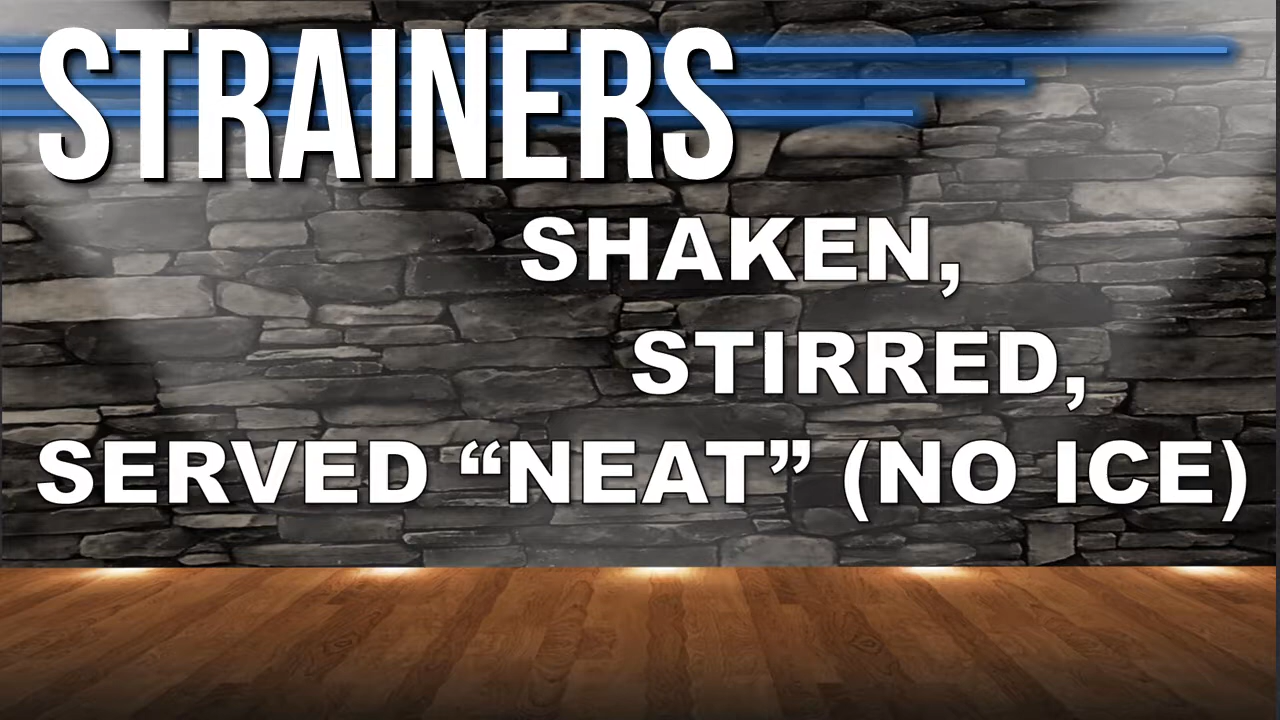 STRAINERS
SHAKEN,
STIRRED,
SERVED “NEAT” (NO ICE)